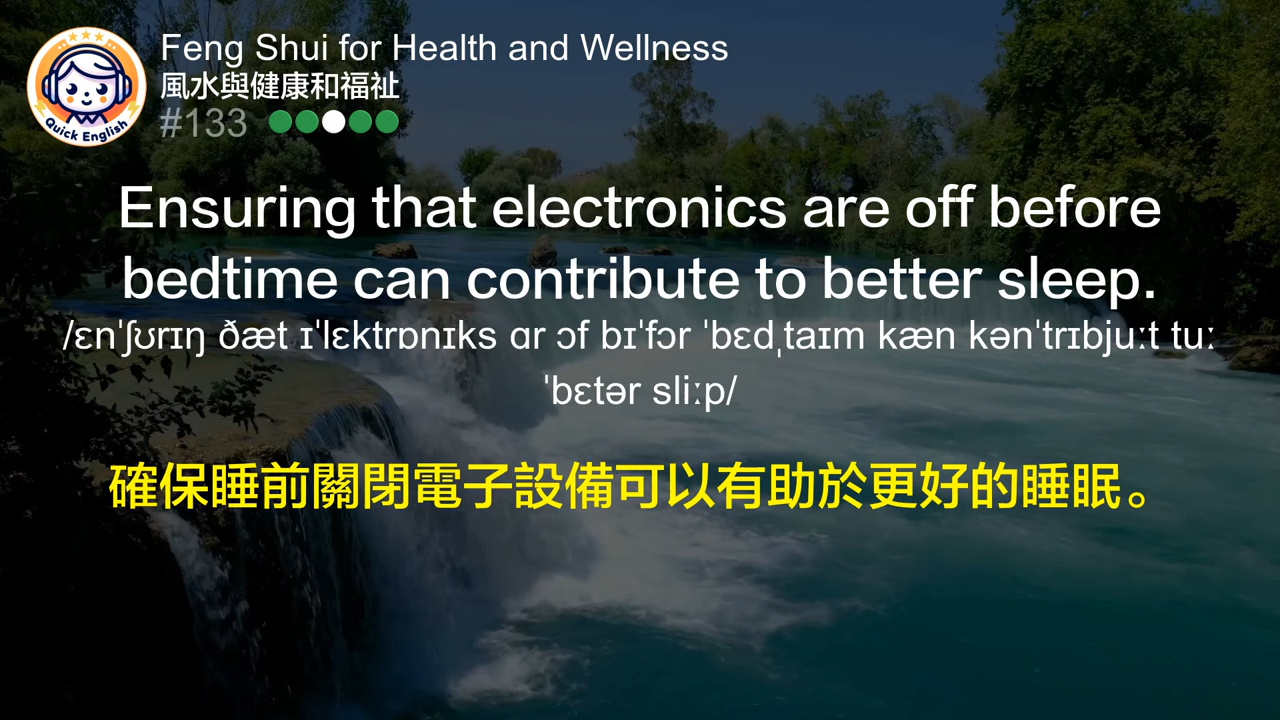 Quick English
Feng Shui for Health and Wellness
風水與健康和福祉
#133
Ensuring that electronics are off before
bedtime can contribute to better sleep.
/ɛnˈʃʊrɪŋ ðæt ɪˈlɛktrɒnɪks ɑr ɔf bɪˈfɔr ˈbɛdˌtaɪm kæn kənˈtrɪbjuːt tuː
ˈbɛtər sliːp/
確保睡前關閉電子設備可以有助於更好的睡眠。